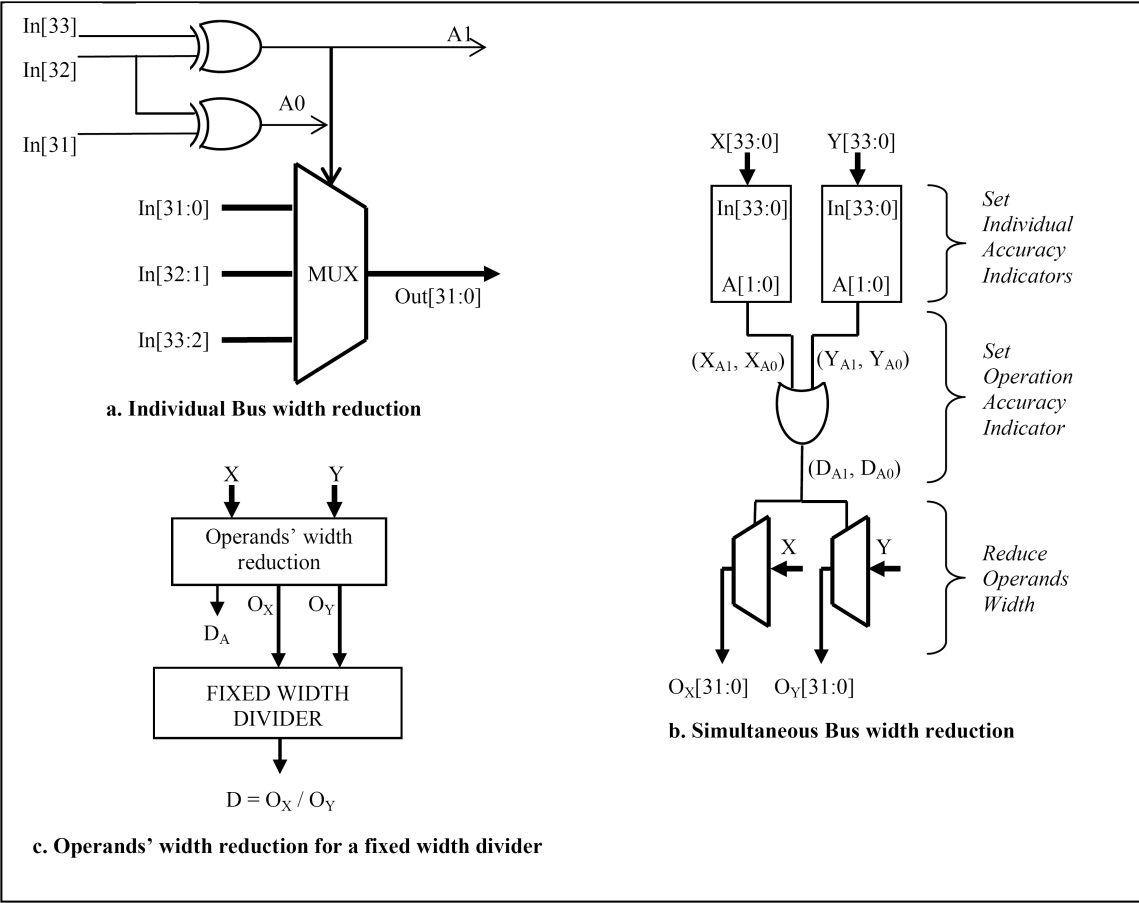 In[33]
In[32]
In[31]
A1
A0
In[31:0]
In[32:1]
In[33:2]
MUX
Out[31:0]
a. Individual Bus width reduction
X[33:0]
Y[33:0]
In[33:0]
In[33:0]
A[1:0]
A[1:0]
Set
Individual
Accuracy
Indicators
(X_A1, X_A0)
(Y_A1, Y_A0)
Set
Operation
Accuracy
Indicator
(D_A1, D_A0)
X
Y
Reduce
Operands
Width
O_X[31:0]
O_Y[31:0]
b. Simultaneous Bus width reduction
X
Y
Operands’ width
reduction
D_A
O_X
O_Y
FIXED WIDTH
DIVIDER
D = O_X / O_Y
c. Operands’ width reduction for a fixed width divider